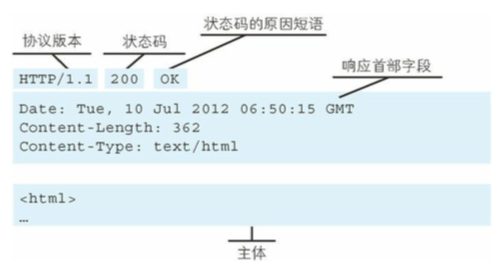 状态码的原因短语
协议版本 状态码
响应首部字段
HTTP/1.1 200 OK
Date: Tue, 10 Jul 2012 06:50:15 GMT
Content-Length: 362
Content-Type: text/html
<html>
…
主体